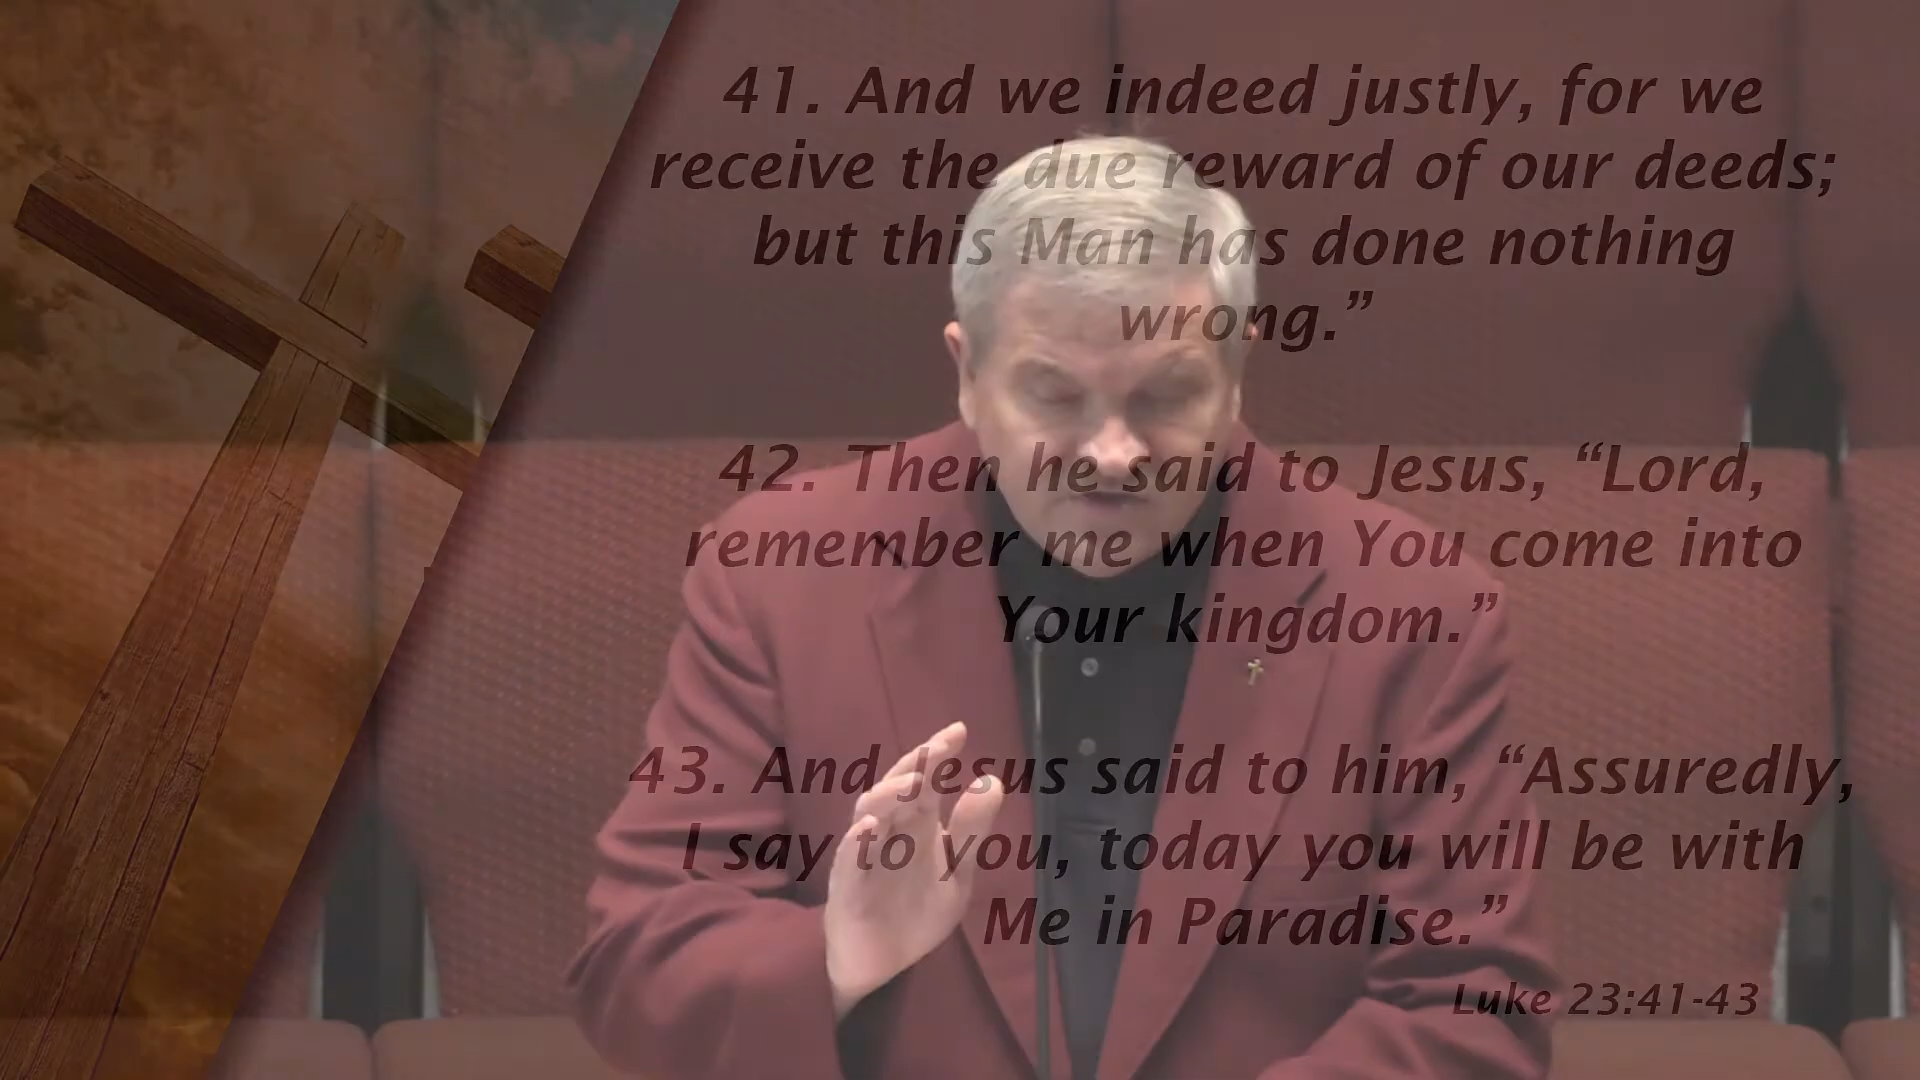 41. And we indeed justly, for we
receive the due reward of our deeds;
but this Man has done nothing
wrong.”
42. Then he said to Jesus, “Lord,
remember me when You come into
Your kingdom.”
43. And Jesus said to him, “Assuredly,
I say to you, today you will be with
Me in Paradise.”
Luke 23:41-43